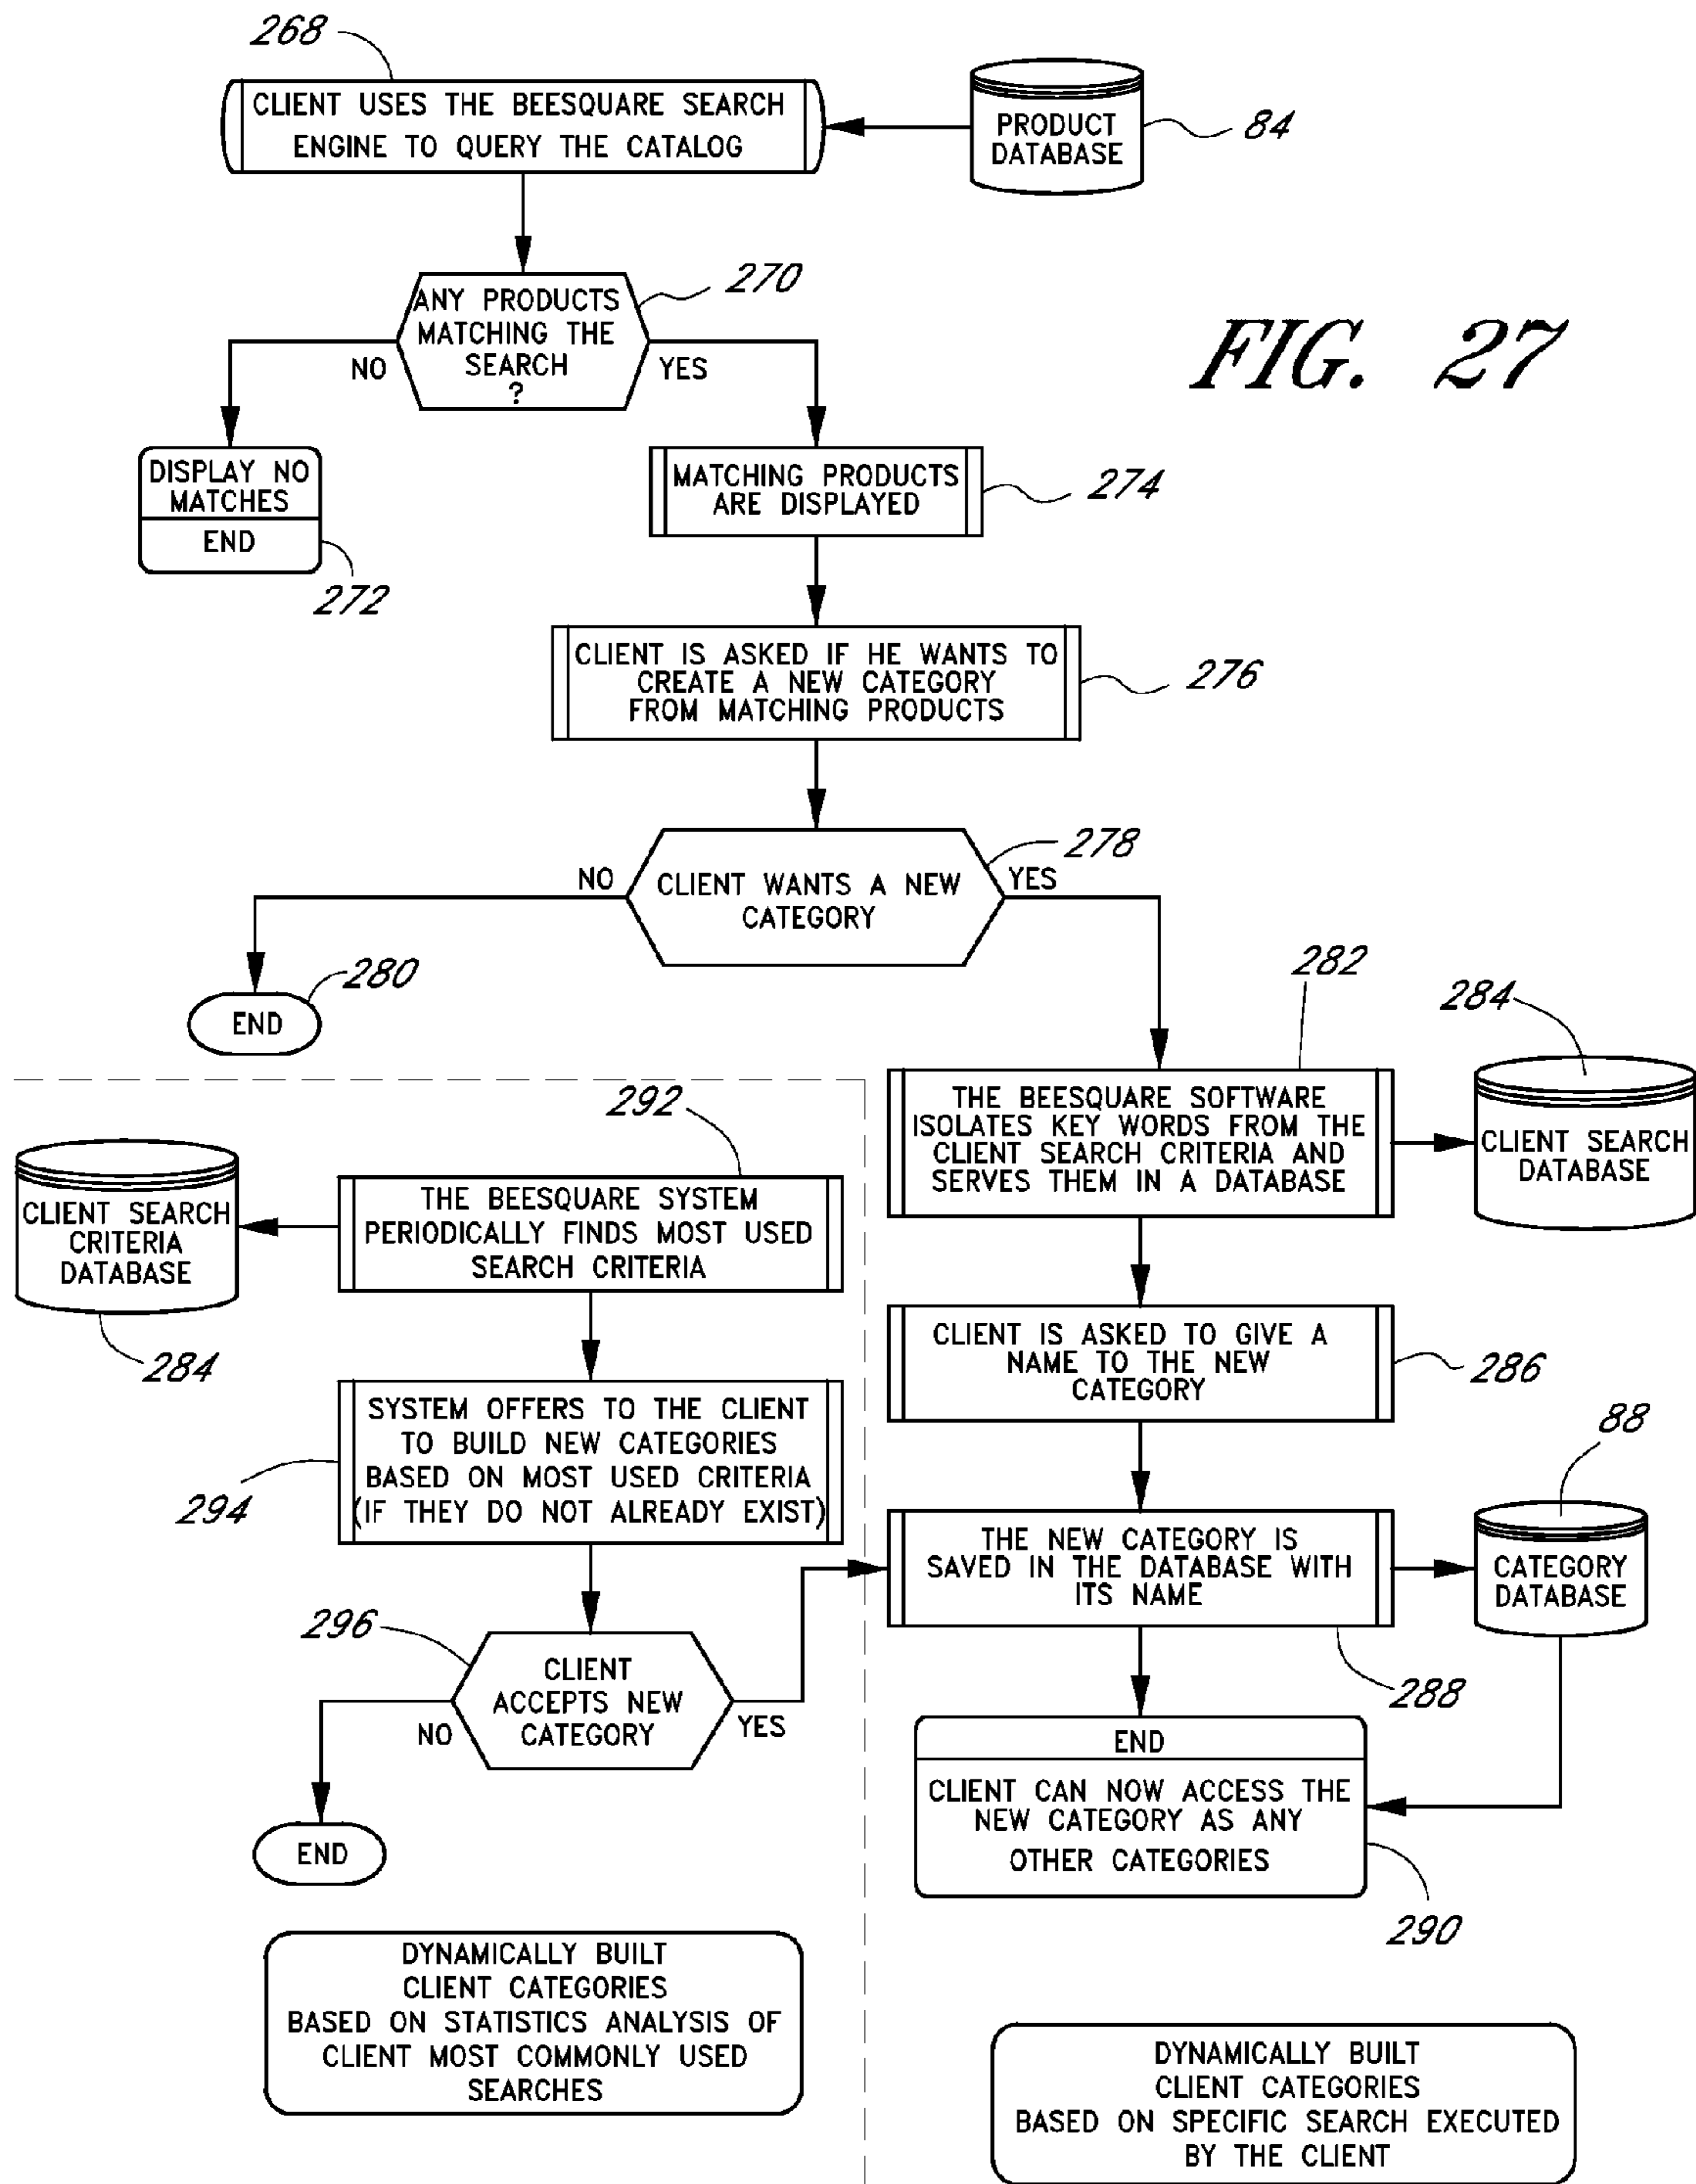 268
CLIENT USES THE BEESQUARE SEARCH
ENGINE TO QUERY THE CATALOG
PRODUCT
DATABASE
84
270
ANY PRODUCTS
MATCHING THE
SEARCH
?
NO
YES
FIG. 27
DISPLAY NO
MATCHES
END
272
MATCHING PRODUCTS
ARE DISPLAYED
274
CLIENT IS ASKED IF HE WANTS TO
CREATE A NEW CATEGORY
FROM MATCHING PRODUCTS
276
278
NO
CLIENT WANTS A NEW
CATEGORY
YES
280
END
282
284
THE BEESQUARE SOFTWARE
ISOLATES KEY WORDS FROM THE
CLIENT SEARCH CRITERIA AND
SERVES THEM IN A DATABASE
CLIENT SEARCH
DATABASE
292
CLIENT SEARCH
CRITERIA
DATABASE
284
THE BEESQUARE SYSTEM
PERIODICALLY FINDS MOST USED
SEARCH CRITERIA
CLIENT IS ASKED TO GIVE A
NAME TO THE NEW
CATEGORY
286
SYSTEM OFFERS TO THE CLIENT
TO BUILD NEW CATEGORIES
BASED ON MOST USED CRITERIA
(IF THEY DO NOT ALREADY EXIST)
294
88
THE NEW CATEGORY IS
SAVED IN THE DATABASE WITH
ITS NAME
CATEGORY
DATABASE
288
296
CLIENT
ACCEPTS NEW
CATEGORY
NO
YES
END
END
CLIENT CAN NOW ACCESS THE
NEW CATEGORY AS ANY
OTHER CATEGORIES
290
DYNAMICALLY BUILT
CLIENT CATEGORIES
BASED ON STATISTICS ANALYSIS OF
CLIENT MOST COMMONLY USED
SEARCHES
DYNAMICALLY BUILT
CLIENT CATEGORIES
BASED ON SPECIFIC SEARCH EXECUTED
BY THE CLIENT